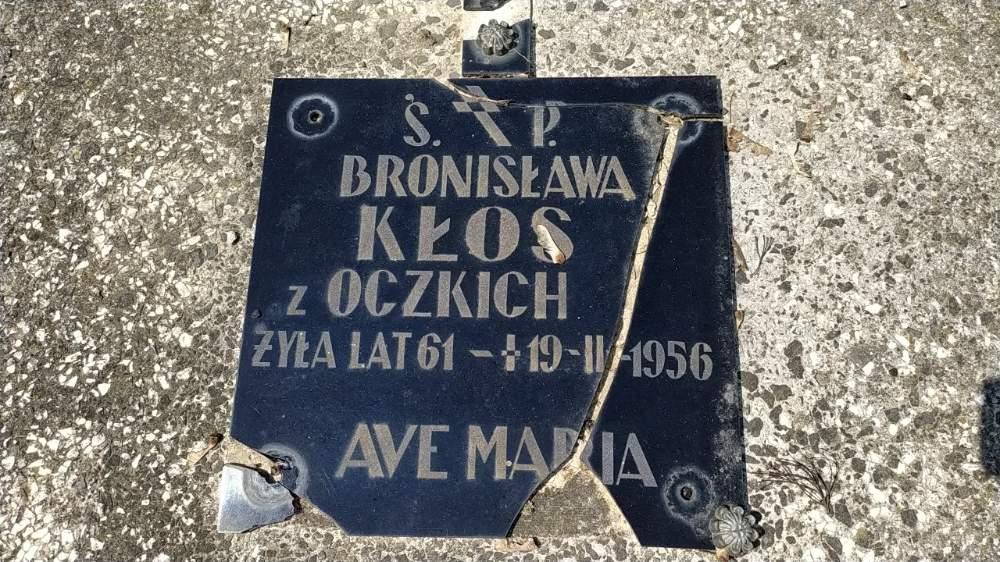 Ś. P.
BRONISŁAWA
KŁOS
Z OCZKICH
ŻYŁA LAT 61 – ✝ 19-II-1956
AVE MARIA